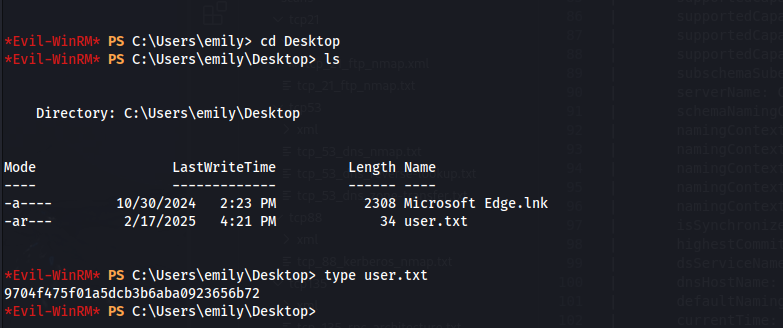 *Evil-WinRM* PS C:\Users\emily> cd Desktop
*Evil-WinRM* PS C:\Users\emily\Desktop> ls
Directory: C:\Users\emily\Desktop
Mode                 LastWriteTime         Length Name
----                 -------------         ------ ----
-a----        10/30/2024   2:23 PM           2308 Microsoft Edge.lnk
-ar---         2/17/2025   4:21 PM             34 user.txt
*Evil-WinRM* PS C:\Users\emily\Desktop> type user.txt
9704f475f01a5dcb3b6aba0923656b72
*Evil-WinRM* PS C:\Users\emily\Desktop>